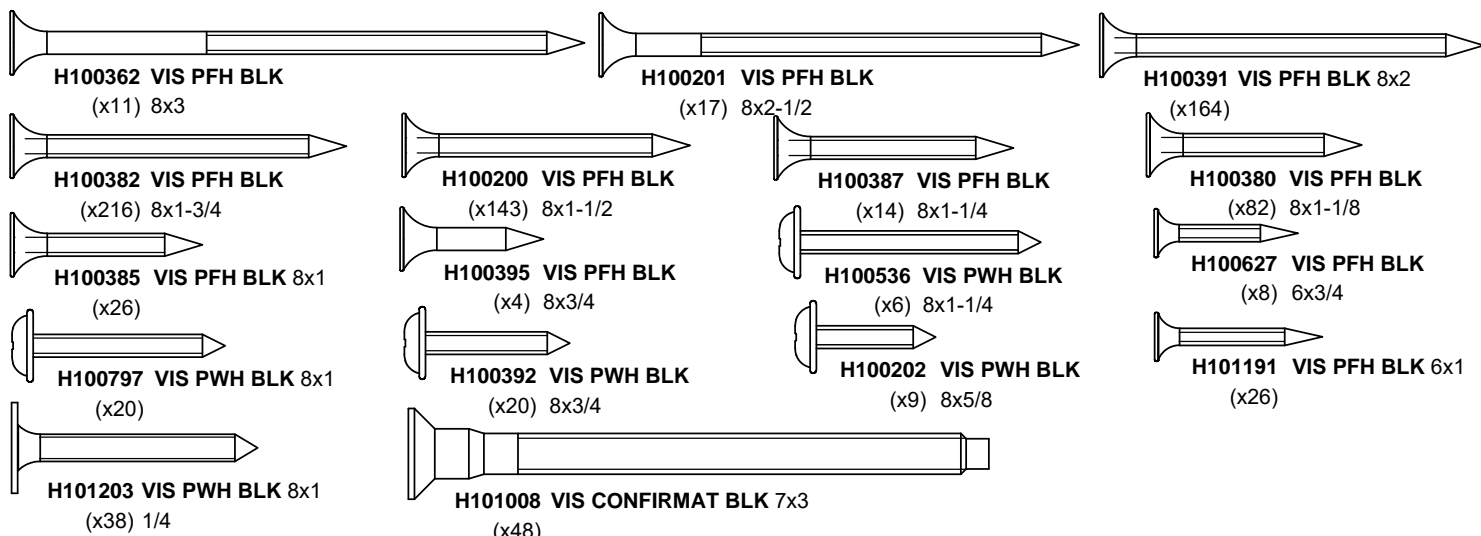 H100362 VIS PFH BLK
(x11) 8x3
H100201 VIS PFH BLK
(x17) 8x2-1/2
H100391 VIS PFH BLK 8x2
(x164)
H100382 VIS PFH BLK
(x216) 8x1-3/4
H100200 VIS PFH BLK
(x143) 8x1-1/2
H100387 VIS PFH BLK
(x14) 8x1-1/4
H100380 VIS PFH BLK
(x82) 8x1-1/8
H100385 VIS PFH BLK 8x1
(x26)
H100395 VIS PFH BLK
(x4) 8x3/4
H100536 VIS PWH BLK
(x6) 8x1-1/4
H100627 VIS PFH BLK
(x8) 6x3/4
H100797 VIS PWH BLK 8x1
(x20)
H100392 VIS PWH BLK
(x20) 8x3/4
H100202 VIS PWH BLK
(x9) 8x5/8
H101191 VIS PFH BLK 6x1
(x26)
H101203 VIS PWH BLK 8x1
(x38) 1/4
H101008 VIS CONFIRMAT BLK 7x3
(x48)